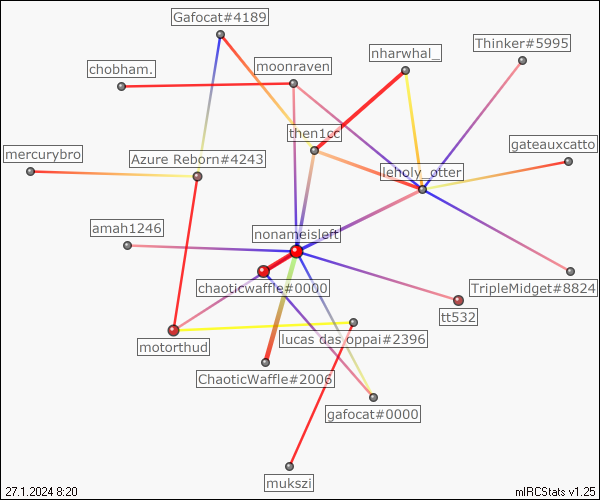 Gafocat#4189
Thinker#5995
nharwhal_
moonraven
chobham.
then1cc
gateauxcatto
mercurybro
Azure Reborn#4243
leholy_otter
amah1246
nonameisleft
chaoticwaffle#0000
TripleMidget#8824
tt532
lucas das oppai#2396
motorthud
ChaoticWaffle#2006
gafocat#0000
mukszi
27.1.2024 8:20
mIRCStats v1.25